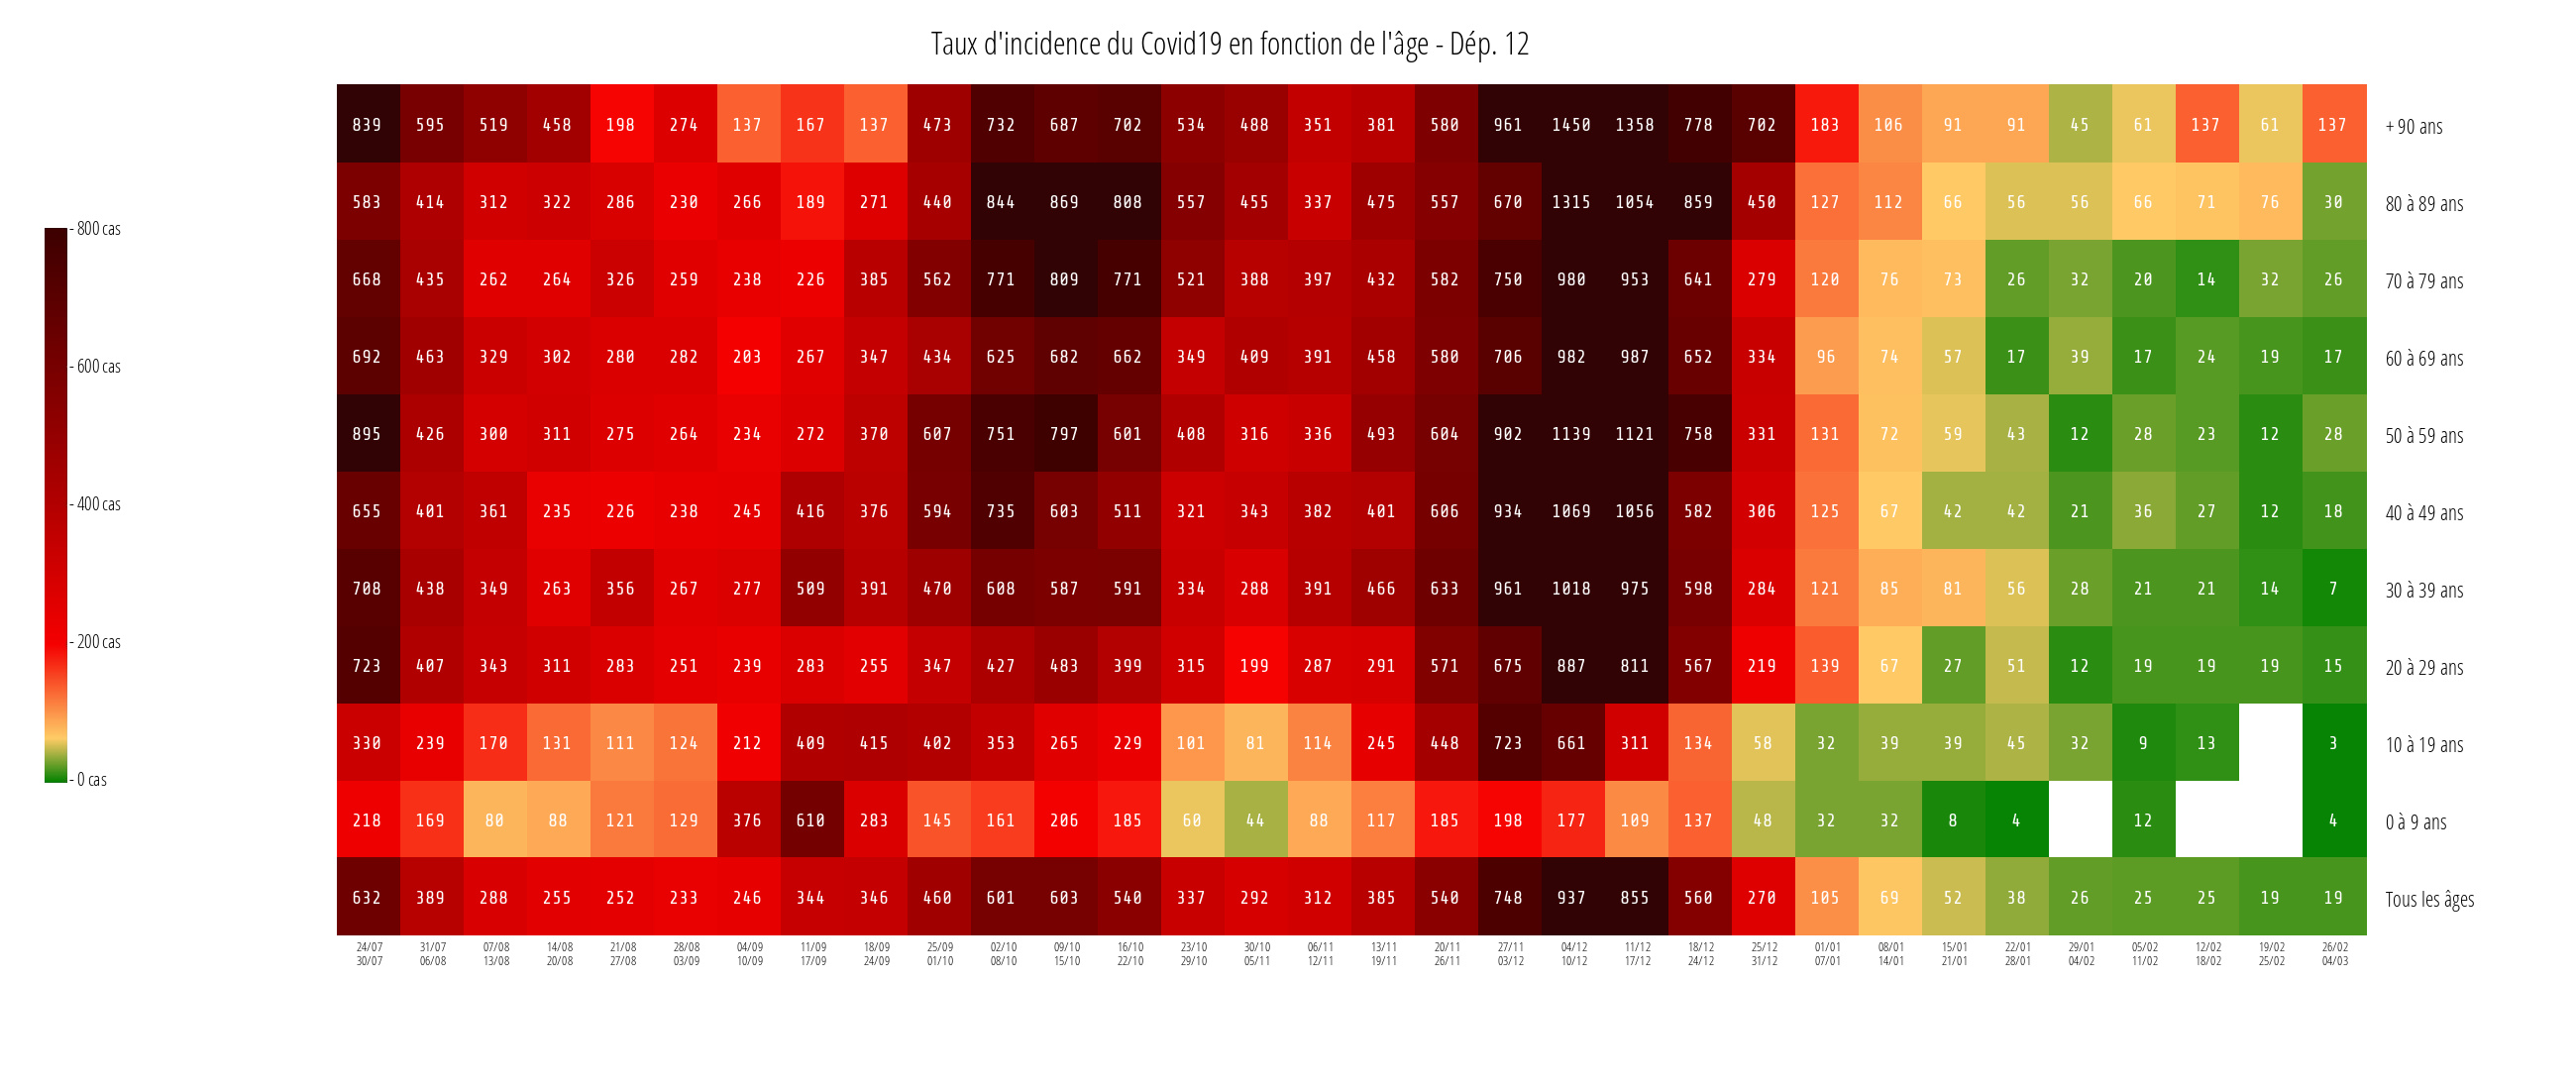 Taux d'incidence du Covid19 en fonction de l'âge - Dép. 12
- 800 cas
- 600 cas
- 400 cas
- 200 cas
- 0 cas
839 595 519 458 198 274 137 167 137 473 732 687 702 534 488 351 381 580 961 1450 1358 778 702 183 106 91 91 45 61 137 61 137 + 90 ans
583 414 312 322 286 230 266 189 271 440 844 869 808 557 455 337 475 557 670 1315 1054 859 450 127 112 66 56 56 66 71 76 30 80 à 89 ans
668 435 262 264 326 259 238 226 385 562 771 809 771 521 388 397 432 582 750 980 953 641 279 120 76 73 26 32 20 14 32 26 70 à 79 ans
692 463 329 302 280 282 203 267 347 434 625 682 662 349 409 391 458 580 706 982 987 652 334 96 74 57 17 39 17 24 19 17 60 à 69 ans
895 426 300 311 275 264 234 272 370 607 751 797 601 408 316 336 493 604 902 1139 1121 758 331 131 72 59 43 12 28 23 12 28 50 à 59 ans
655 401 361 235 226 238 245 416 376 594 735 603 511 321 343 382 401 606 934 1069 1056 582 306 125 67 42 42 21 36 27 12 18 40 à 49 ans
708 438 349 263 356 267 277 509 391 470 608 587 591 334 288 391 466 633 961 1018 975 598 284 121 85 81 56 28 21 21 14 7 30 à 39 ans
723 407 343 311 283 251 239 283 255 347 427 483 399 315 199 287 291 571 675 887 811 567 219 139 67 27 51 12 19 19 19 15 20 à 29 ans
330 239 170 131 111 124 212 409 415 402 353 265 229 101 81 114 245 448 723 661 311 134 58 32 39 39 45 32 9 13 3 10 à 19 ans
218 169 80 88 121 129 376 610 283 145 161 206 185 60 44 88 117 185 198 177 109 137 48 32 32 8 4 12 4 0 à 9 ans
632 389 288 255 252 233 246 344 346 460 601 603 540 337 292 312 385 540 748 937 855 560 270 105 69 52 38 26 25 25 19 19 Tous les âges
24/07 31/07 07/08 14/08 21/08 28/08 04/09 11/09 18/09 25/09 02/10 09/10 16/10 23/10 30/10 06/11 13/11 20/11 27/11 04/12 11/12 18/12 25/12 01/01 08/01 15/01 22/01 29/01 05/02 12/02 19/02 26/02
30/07 06/08 13/08 20/08 27/08 03/09 10/09 17/09 24/09 01/10 08/10 15/10 22/10 29/10 05/11 12/11 19/11 26/11 03/12 10/12 17/12 24/12 31/12 07/01 14/01 21/01 28/01 04/02 11/02 18/02 25/02 04/03